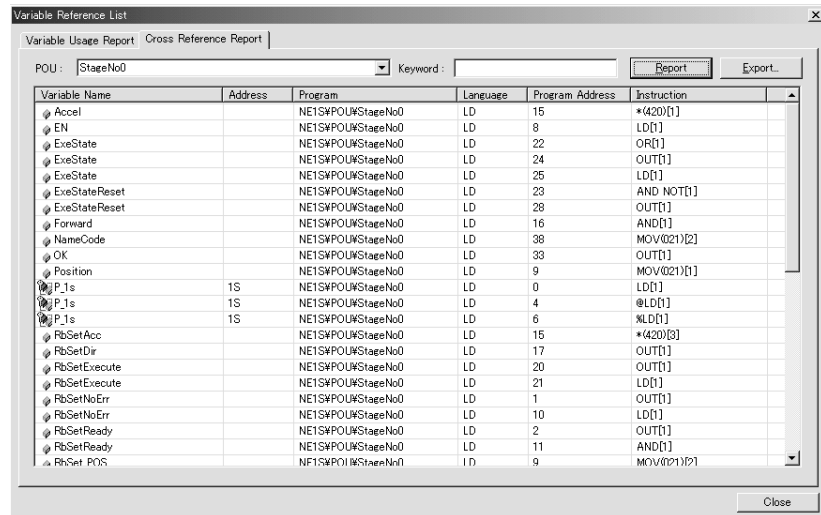 Variable Reference List
Variable Usage Report Cross Reference Report
POU : StageNo0 Keyword : Report Export...
Variable Name Address Program Language Program Address Instruction
Accel NE1S¥POU¥StageNo0 LD 15 *(420)[1]
EN NE1S¥POU¥StageNo0 LD 8 LD[1]
ExeState NE1S¥POU¥StageNo0 LD 22 OR[1]
ExeState NE1S¥POU¥StageNo0 LD 24 OUT[1]
ExeState NE1S¥POU¥StageNo0 LD 25 LD[1]
ExeStateReset NE1S¥POU¥StageNo0 LD 23 AND NOT[1]
ExeStateReset NE1S¥POU¥StageNo0 LD 28 OUT[1]
Forward NE1S¥POU¥StageNo0 LD 16 AND[1]
NameCode NE1S¥POU¥StageNo0 LD 38 MOV(021)[2]
OK NE1S¥POU¥StageNo0 LD 33 OUT[1]
Position NE1S¥POU¥StageNo0 LD 9 MOV(021)[1]
P_1s 1S NE1S¥POU¥StageNo0 LD 0 LD[1]
P_1s 1S NE1S¥POU¥StageNo0 LD 4 @LD[1]
P_1s 1S NE1S¥POU¥StageNo0 LD 6 %LD[1]
RbSetAcc NE1S¥POU¥StageNo0 LD 15 *(420)[3]
RbSetDir NE1S¥POU¥StageNo0 LD 17 OUT[1]
RbSetExecute NE1S¥POU¥StageNo0 LD 20 OUT[1]
RbSetExecute NE1S¥POU¥StageNo0 LD 21 LD[1]
RbSetNoErr NE1S¥POU¥StageNo0 LD 1 OUT[1]
RbSetNoErr NE1S¥POU¥StageNo0 LD 10 LD[1]
RbSetReady NE1S¥POU¥StageNo0 LD 2 OUT[1]
RbSetReady NE1S¥POU¥StageNo0 LD 11 AND[1]
RbSet_POS NE1S¥POU¥StageNo0 LD 9 MOV(021)[2]
Close